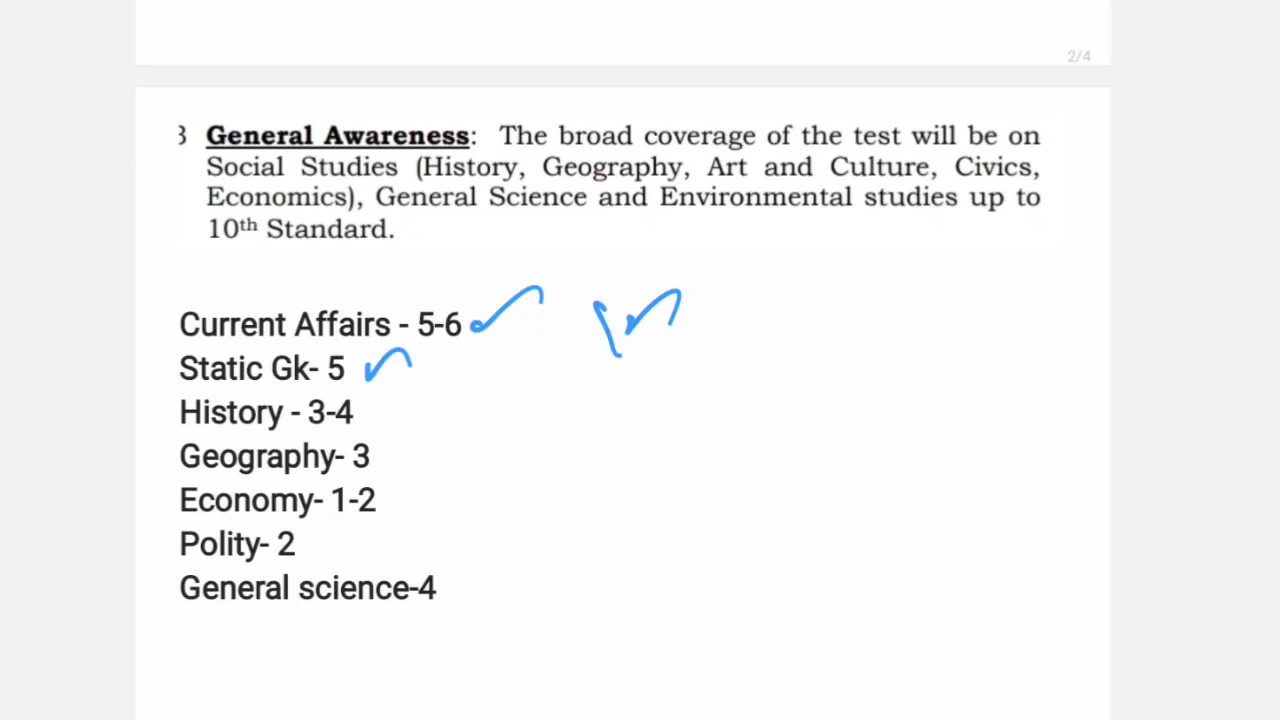 2/4
3 General Awareness: The broad coverage of the test will be on
Social Studies (History, Geography, Art and Culture, Civics,
Economics), General Science and Environmental studies up to
10th Standard.
Current Affairs - 5-6
Static Gk- 5
History - 3-4
Geography- 3
Economy- 1-2
Polity- 2
General science-4